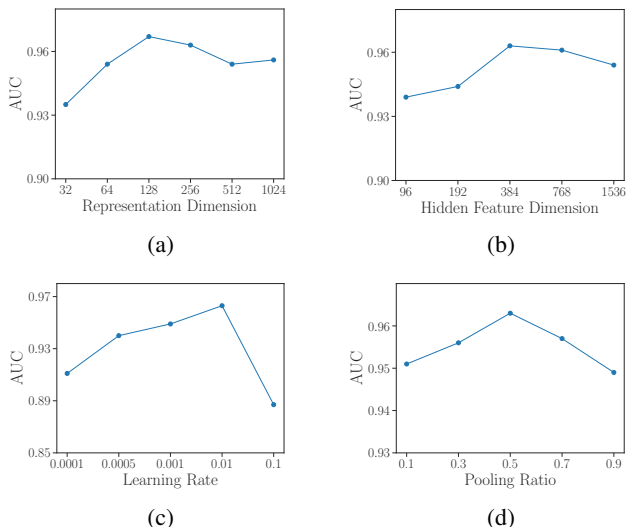 AUC
0.96
0.93
0.90
32 64 128 256 512 1024
Representation Dimension
(a)
AUC
0.96
0.93
0.90
96 192 384 768 1536
Hidden Feature Dimension
(b)
AUC
0.97
0.93
0.89
0.85
0.0001 0.0005 0.001 0.01 0.1
Learning Rate
(c)
AUC
0.96
0.95
0.94
0.93
0.1 0.3 0.5 0.7 0.9
Pooling Ratio
(d)